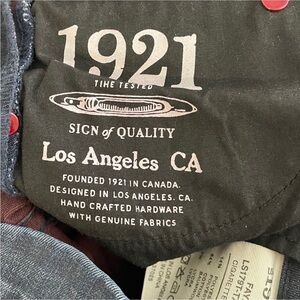 1921
TIME TESTED
SIGN of QUALITY
Los Angeles CA
FOUNDED 1921 IN CANADA.
DESIGNED IN LOS ANGELES. CA.
HAND CRAFTED HARDWARE
WITH GENUINE FABRICS